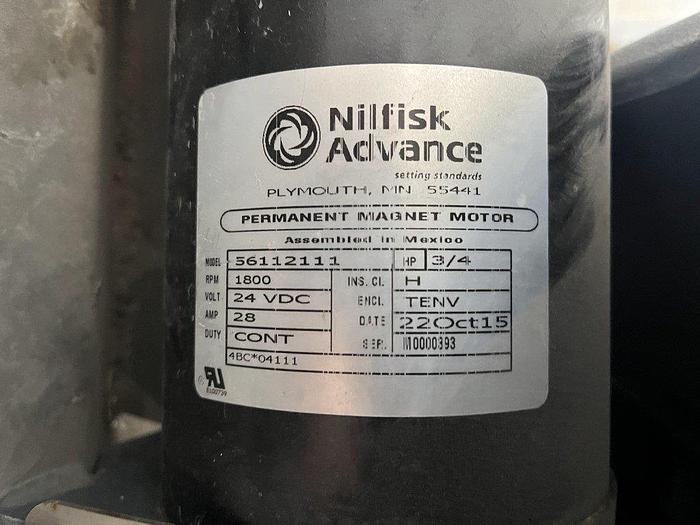 Nilfisk
Advance
setting standards
PLYMOUTH, MN 55441
PERMANENT MAGNET MOTOR
Assembled in Mexico
MODEL 56112111 HP 3/4
RPM 1800 INS. Cl. H
VOLT 24 VDC ENCL TENV
AMP 28 DATE 22Oct15
DUTY CONT SER. M0000393
4BC*04111
E100739